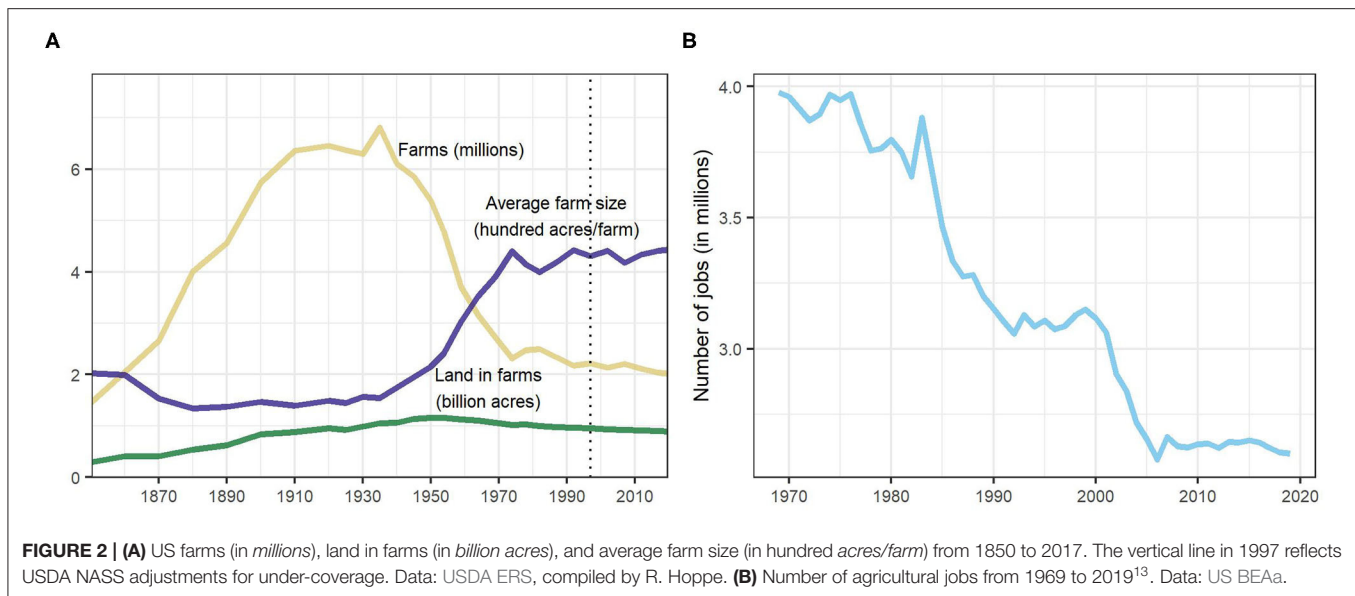 A
6
4
2
0
Farms (millions)
Average farm size
(hundred acres/farm)
Land in farms
(billion acres)
1870 1890 1910 1930 1950 1970 1990 2010
B
4.0
3.5
3.0
Number of jobs (in millions)
1970 1980 1990 2000 2010 2020
FIGURE 2 | (A) US farms (in millions), land in farms (in billion acres), and average farm size (in hundred acres/farm) from 1850 to 2017. The vertical line in 1997 reflects
USDA NASS adjustments for under-coverage. Data: USDA ERS, compiled by R. Hoppe. (B) Number of agricultural jobs from 1969 to 2019¹³. Data: US BEAa.